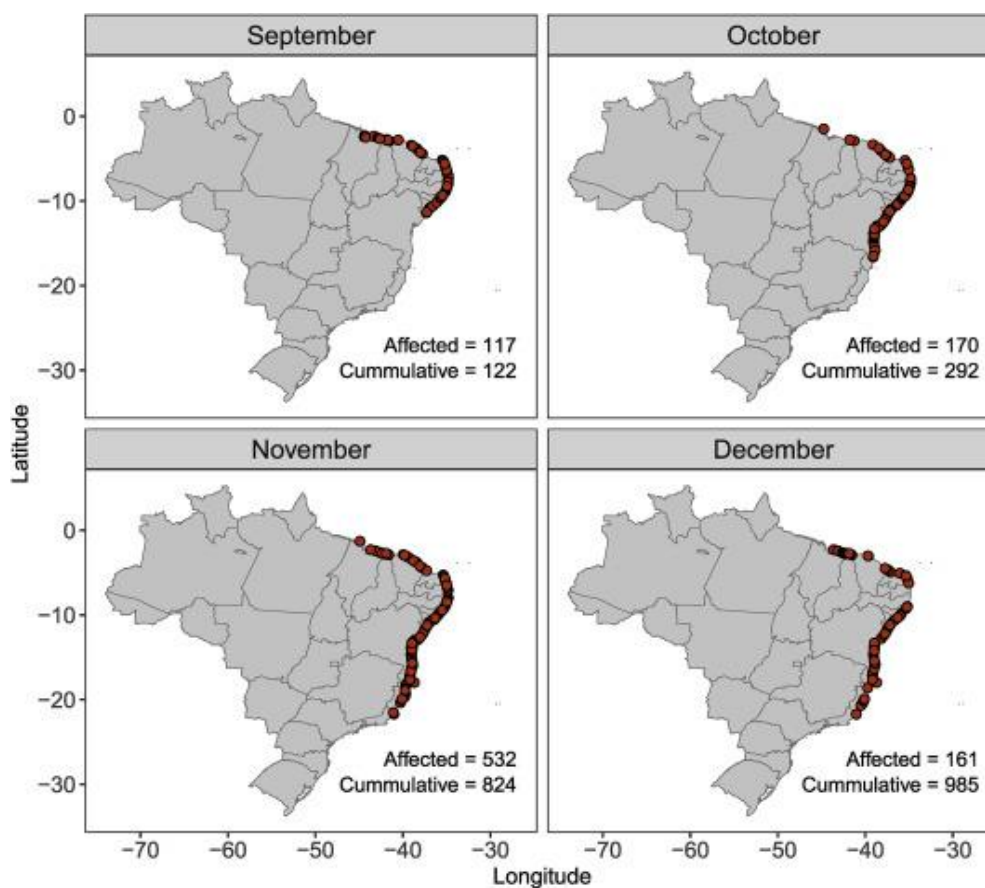 September
October
0
−10
−20
−30
Affected = 117
Cummulative = 122
Affected = 170
Cummulative = 292
Latitude
November
December
0
−10
−20
−30
Affected = 532
Cummulative = 824
Affected = 161
Cummulative = 985
−70 −60 −50 −40 −30 −70 −60 −50 −40 −30
Longitude